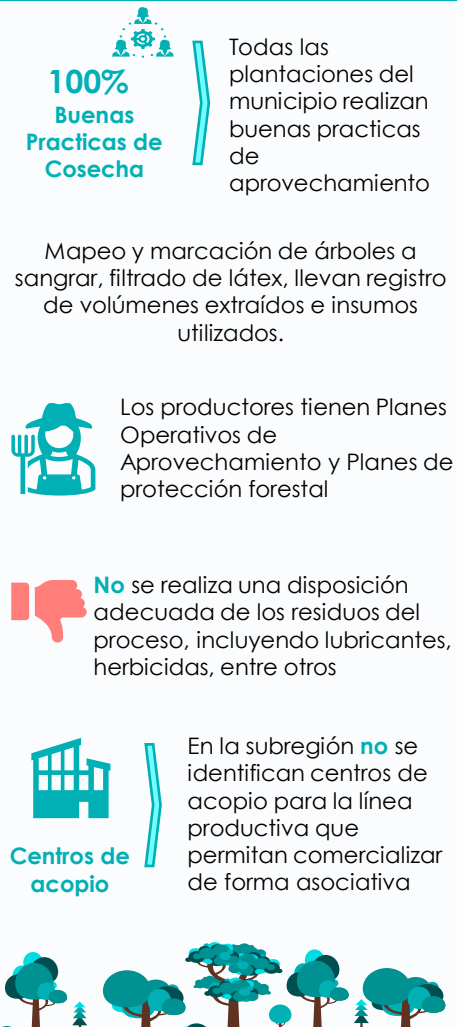 100%
Buenas
Practicas de
Cosecha
Todas las
plantaciones del
municipio realizan
buenas practicas
de
aprovechamiento
Mapeo y marcación de árboles a
sangrar, filtrado de látex, llevan registro
de volúmenes extraídos e insumos
utilizados.
Los productores tienen Planes
Operativos de
Aprovechamiento y Planes de
protección forestal
No se realiza una disposición
adecuada de los residuos del
proceso, incluyendo lubricantes,
herbicidas, entre otros
Centros de
acopio
En la subregión no se
identifican centros de
acopio para la línea
productiva que
permitan comercializar
de forma asociativa